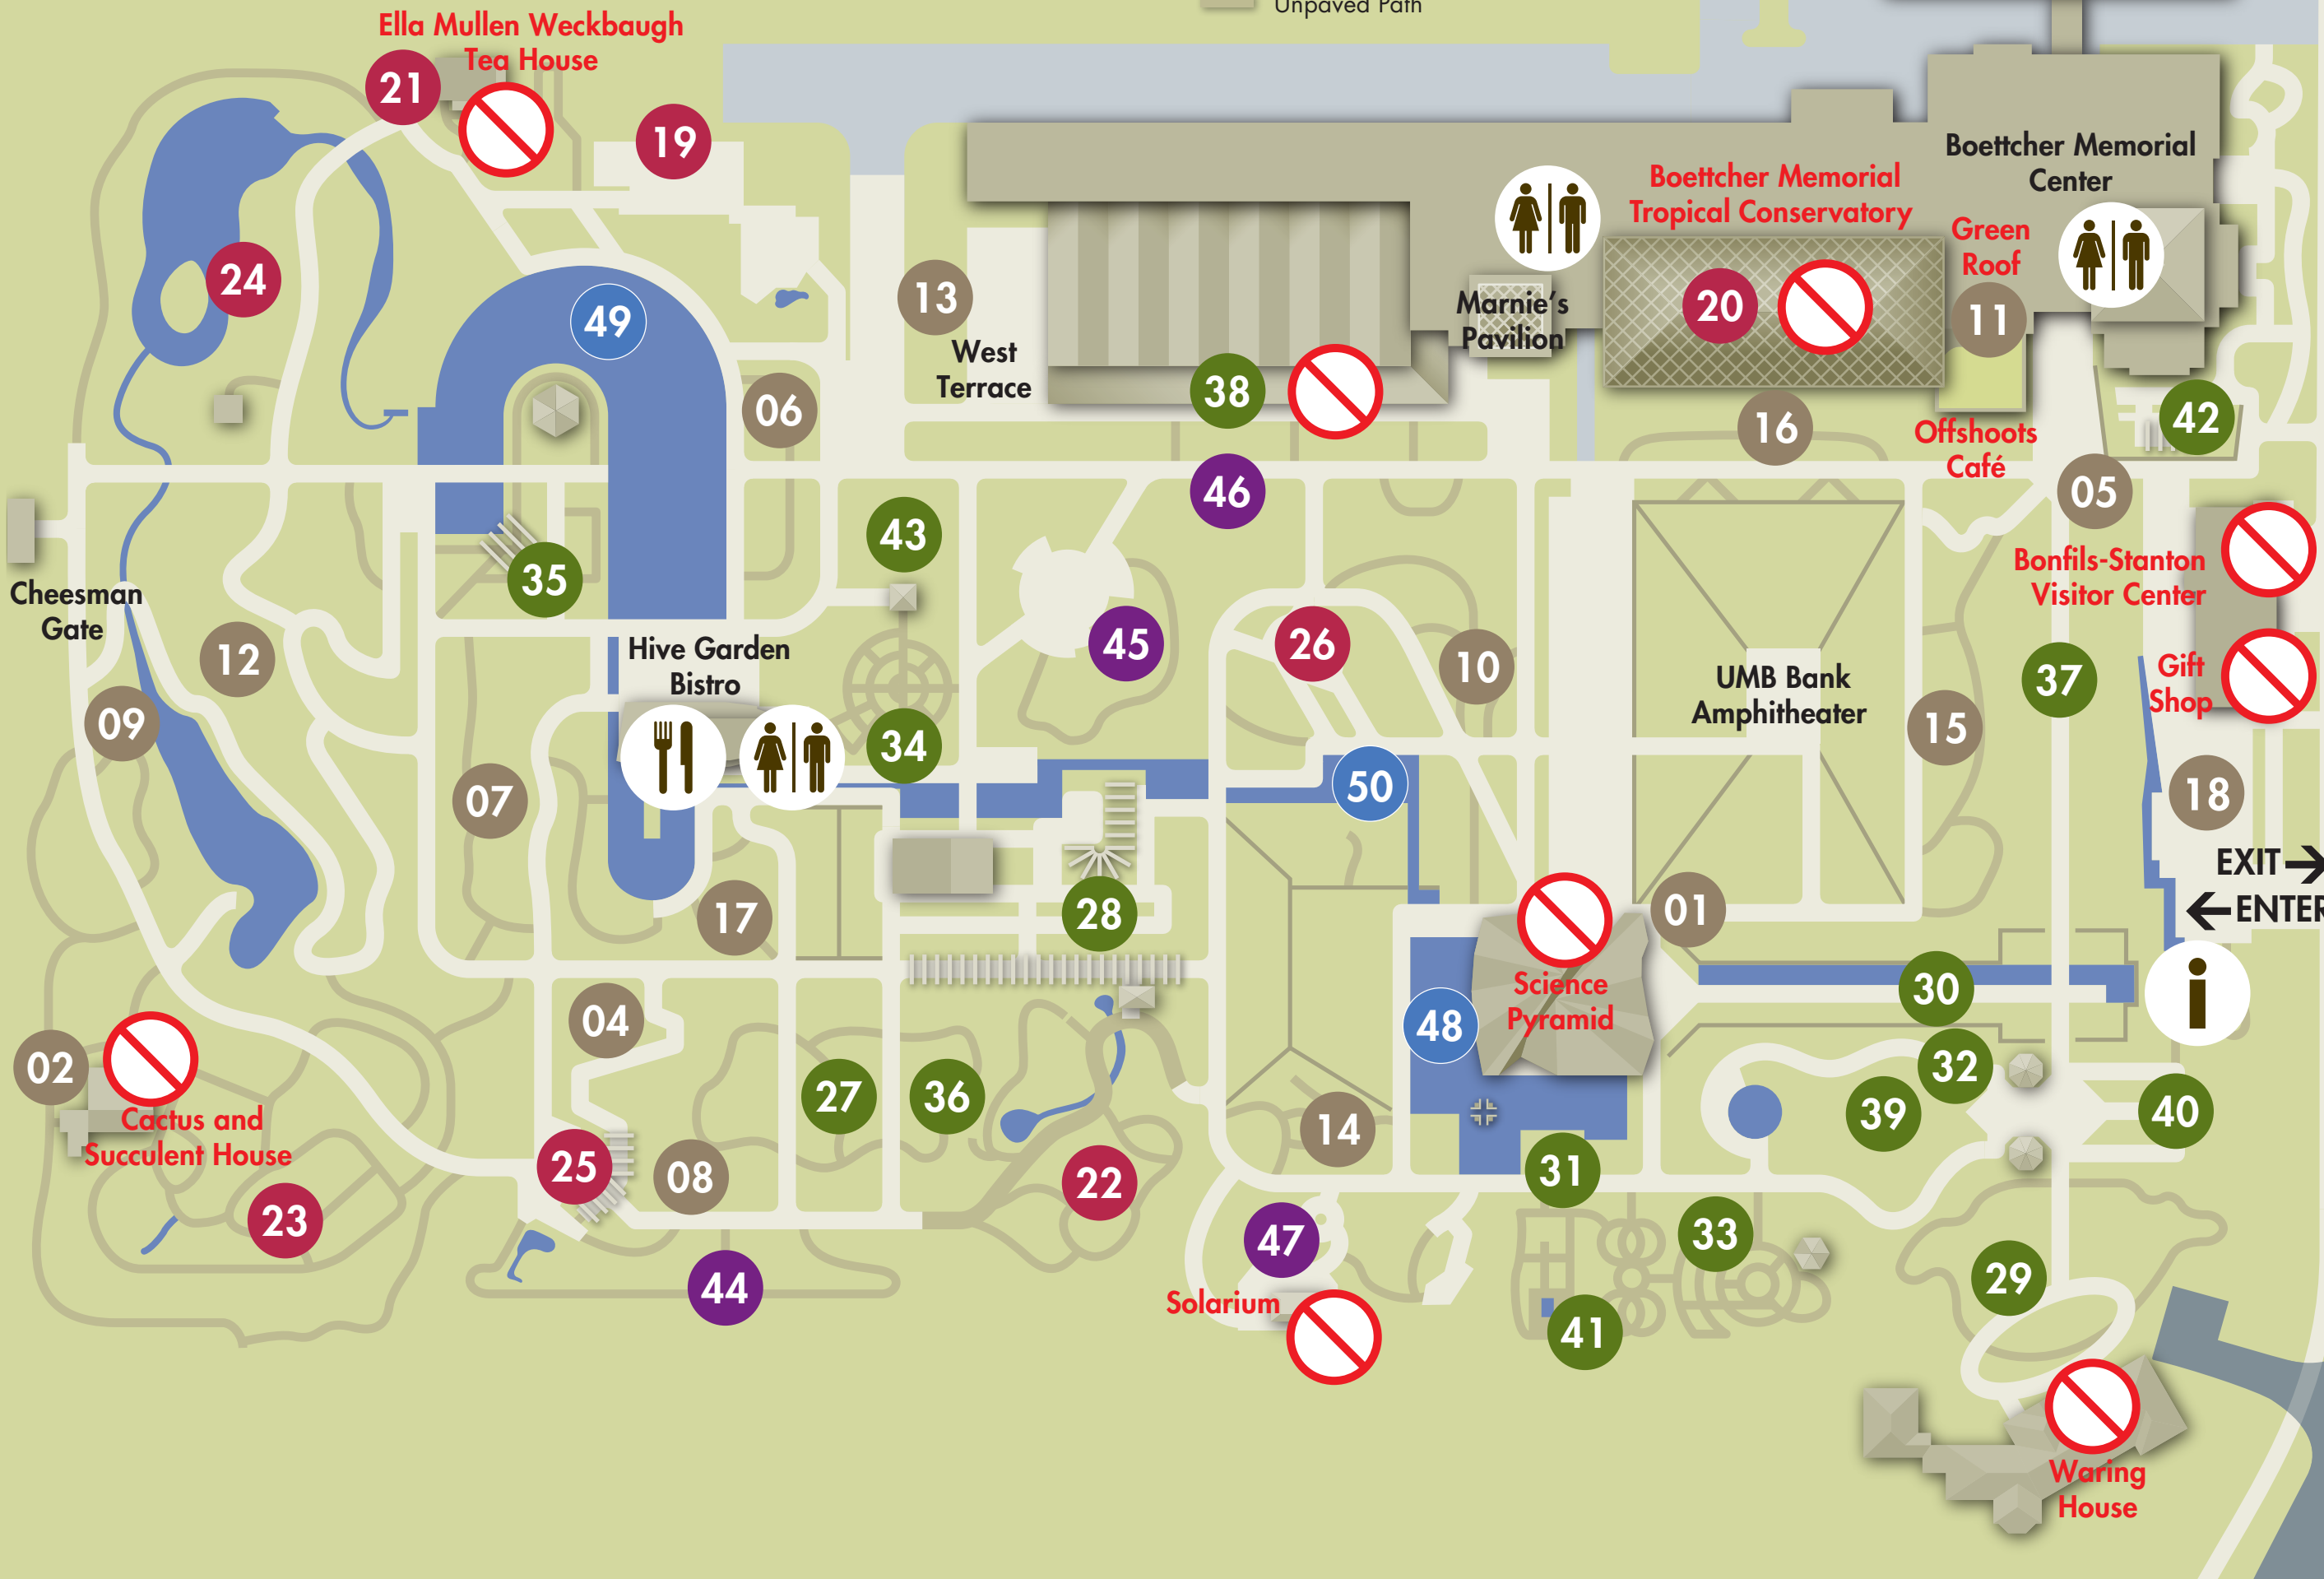 Unpaved Path
Ella Mullen Weckbaugh
Tea House
21
19
24
49
13
West
Terrace
06
38
Marnie's
Pavilion
Boettcher Memorial
Tropical Conservatory
20
Boettcher Memorial
Center
Green
Roof
11
16
Offshoots
Café
42
05
46
43
35
Cheesman
Gate
12
09
Hive Garden
Bistro
07
34
45
26
10
UMB Bank
Amphitheater
15
37
Bonfils-Stanton
Visitor Center
Gift
Shop
18
50
EXIT
ENTER
17
28
01
Science
Pyramid
48
30
i
04
02
Cactus and
Succulent House
27
36
32
39
40
14
25
08
22
31
23
47
33
44
Solarium
41
29
Waring
House